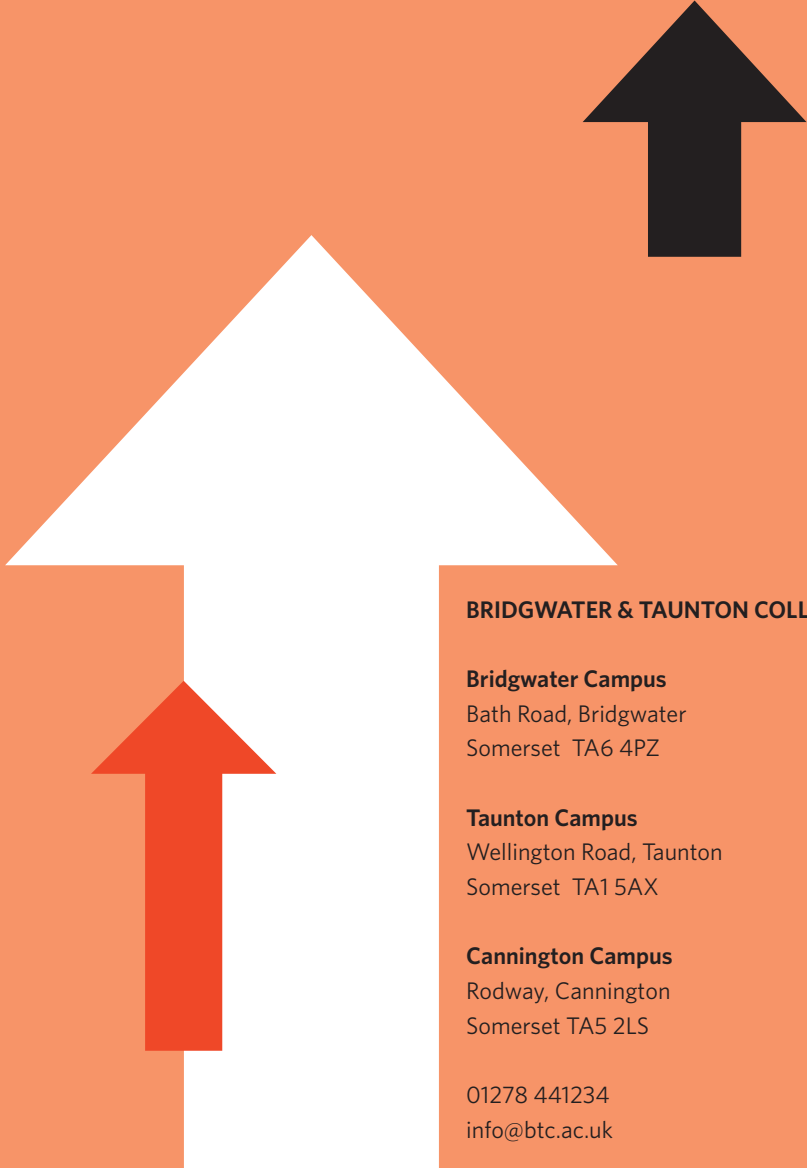 BRIDGWATER & TAUNTON COLL
Bridgwater Campus
Bath Road, Bridgwater
Somerset TA6 4PZ
Taunton Campus
Wellington Road, Taunton
Somerset TA1 5AX
Cannington Campus
Rodway, Cannington
Somerset TA5 2LS
01278 441234
info@btc.ac.uk